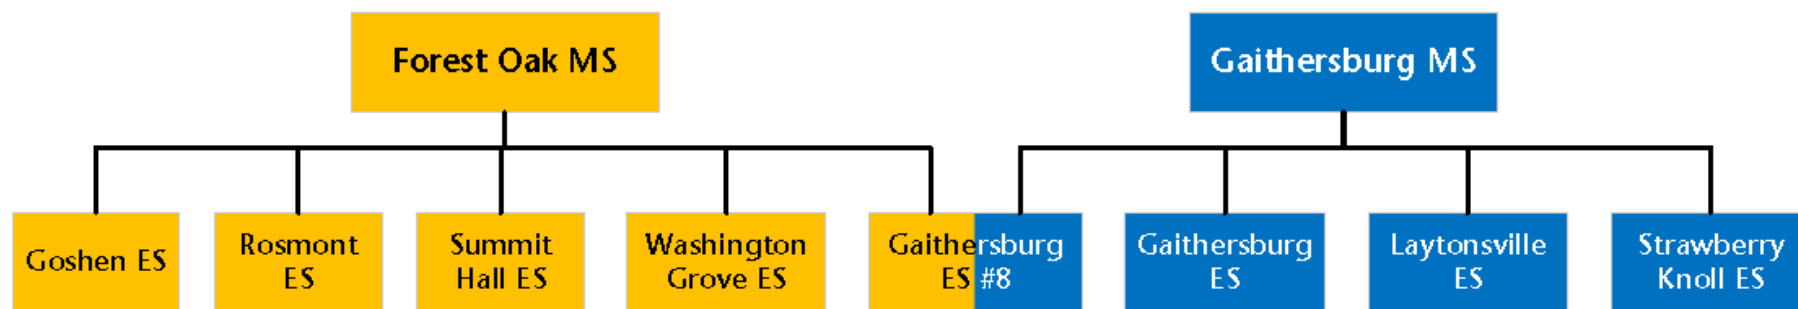 Forest Oak MS
Gaithersburg MS
Goshen ES
Rosmont
ES
Summit
Hall ES
Washington
Grove ES
Gaithersburg
ES #8
Gaithersburg
ES
Laytonsville
ES
Strawberry
Knoll ES